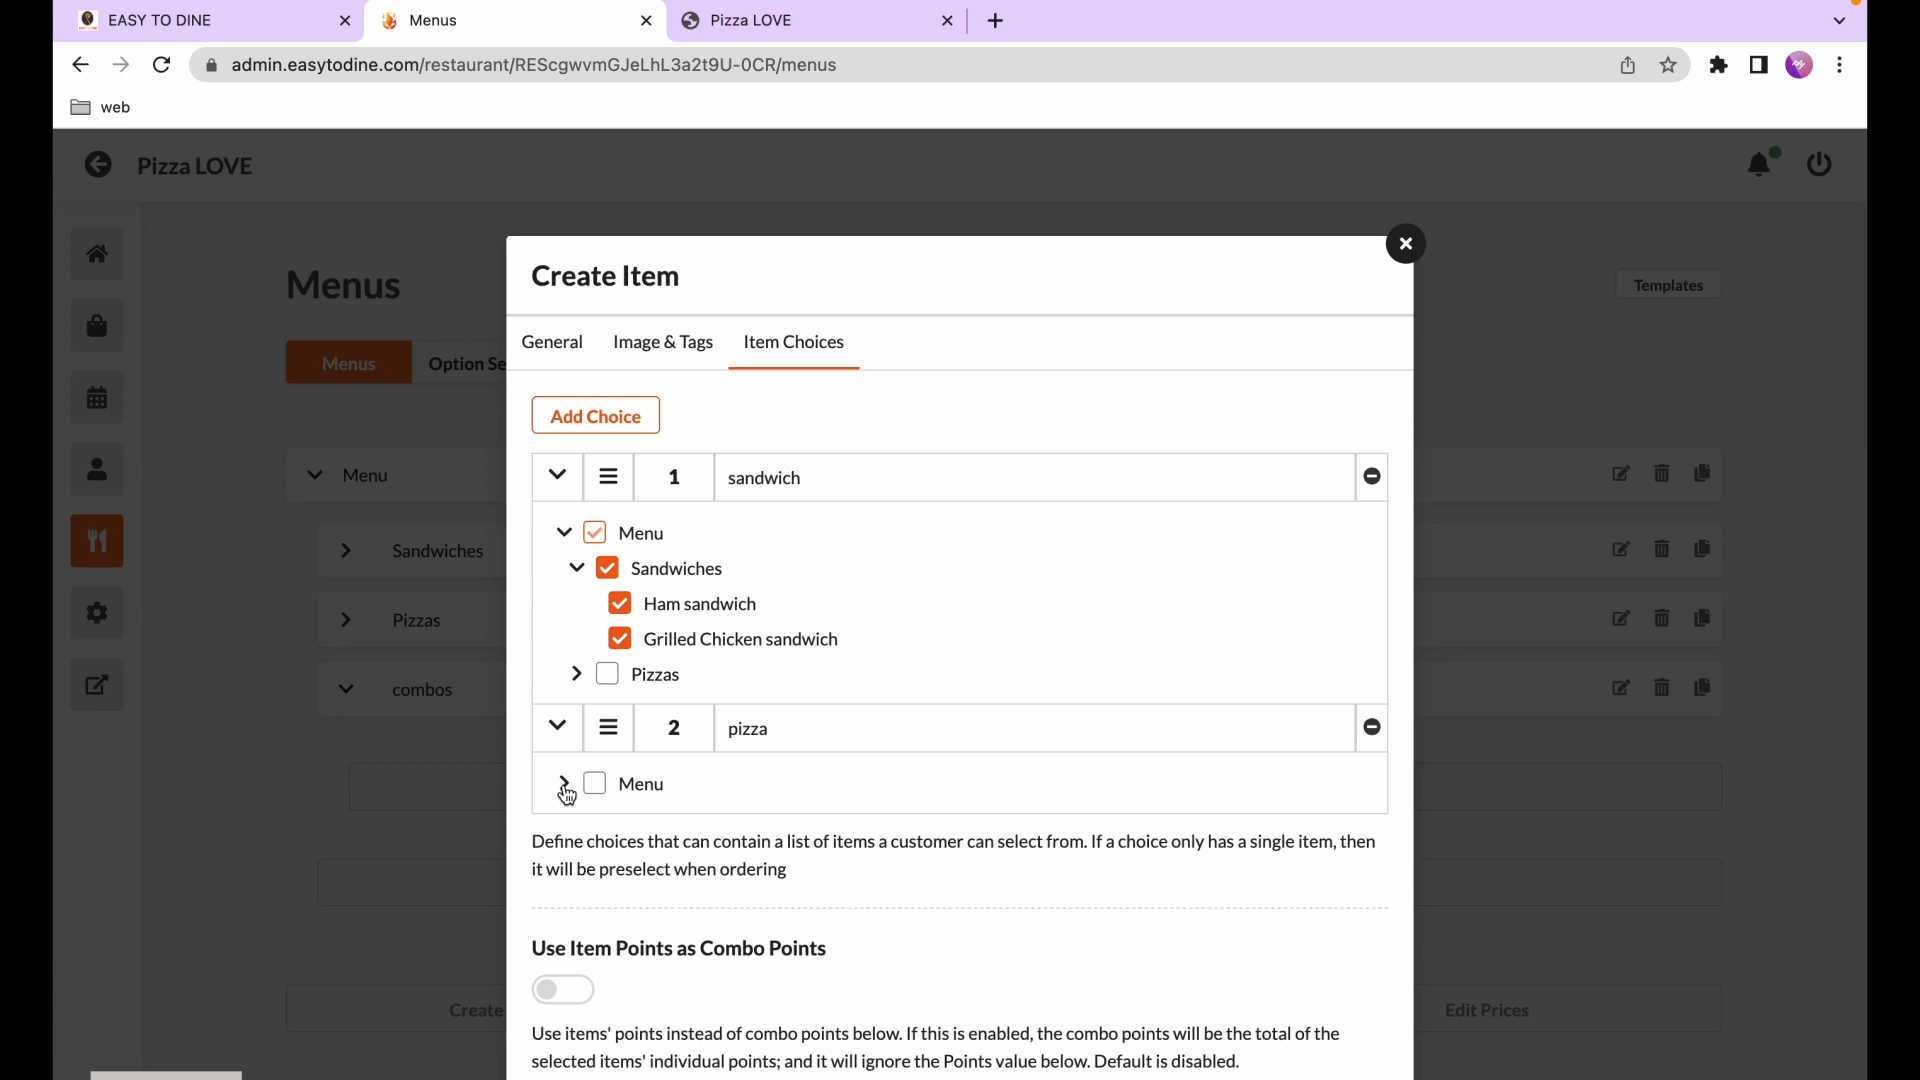 EASY TO DINE
Menus
Pizza LOVE
admin.easytodine.com/restaurant/REScgwvmGJeLhL3a2t9U-0CR/menus
web
Pizza LOVE
Menus
Templates
Menus
Option Se
Menu
Sandwiches
Pizzas
combos
Create
Edit Prices
Create Item
General
Image & Tags
Item Choices
Add Choice
1
sandwich
Menu
Sandwiches
Ham sandwich
Grilled Chicken sandwich
Pizzas
2
pizza
Menu
Define choices that can contain a list of items a customer can select from. If a choice only has a single item, then
it will be preselect when ordering
Use Item Points as Combo Points
Use items' points instead of combo points below. If this is enabled, the combo points will be the total of the
selected items' individual points; and it will ignore the Points value below. Default is disabled.